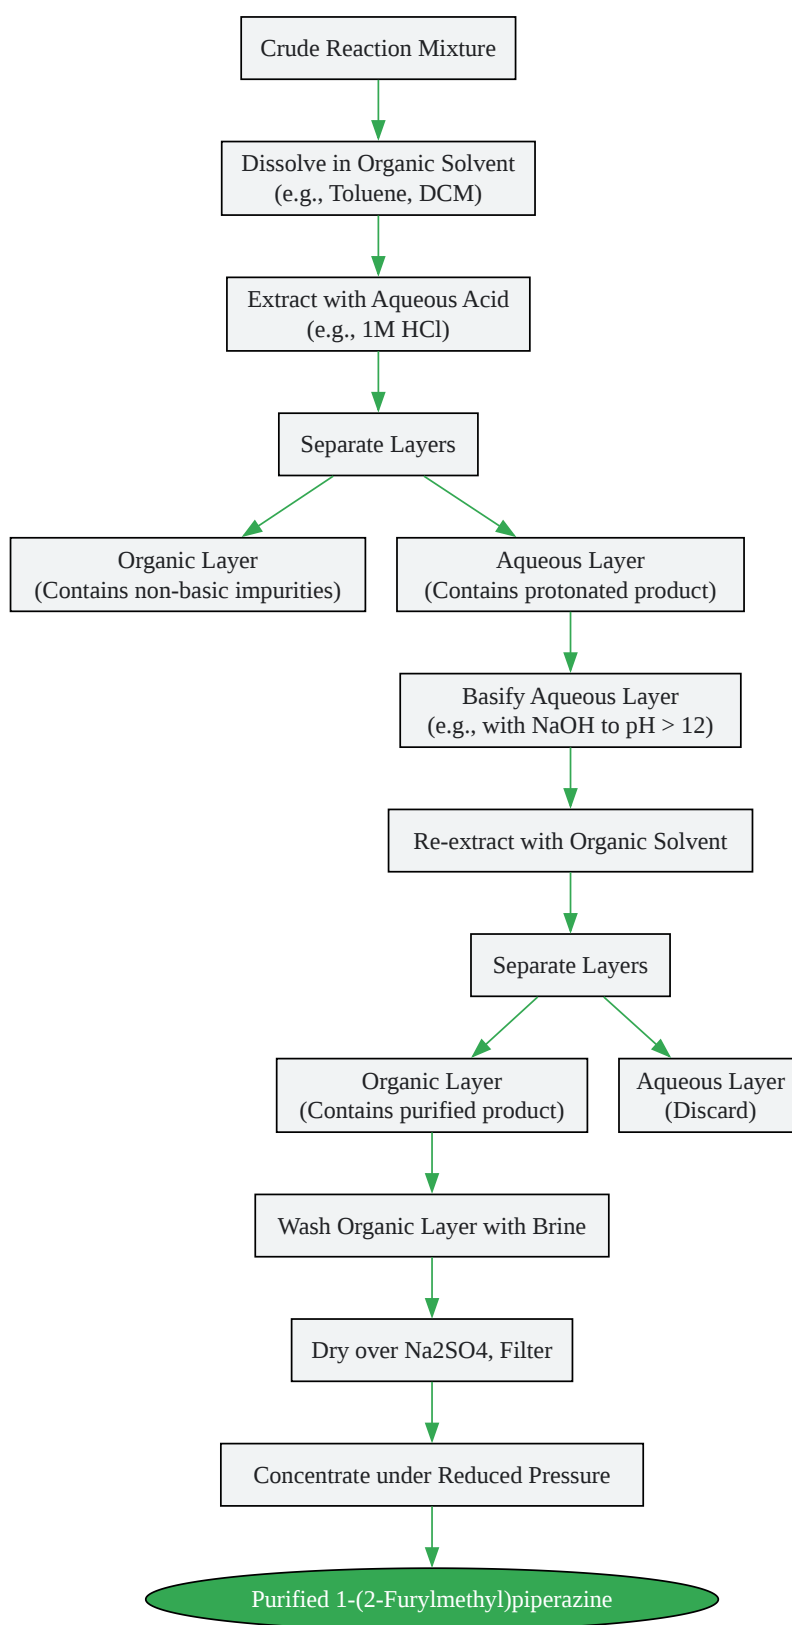 Crude Reaction Mixture
Dissolve in Organic Solvent
(e.g., Toluene, DCM)
Extract with Aqueous Acid
(e.g., 1M HCl)
Separate Layers
Organic Layer
(Contains non-basic impurities)
Aqueous Layer
(Contains protonated product)
Basify Aqueous Layer
(e.g., with NaOH to pH > 12)
Re-extract with Organic Solvent
Separate Layers
Organic Layer
(Contains purified product)
Aqueous Layer
(Discard)
Wash Organic Layer with Brine
Dry over Na2SO4, Filter
Concentrate under Reduced Pressure
Purified 1-(2-Furylmethyl)piperazine